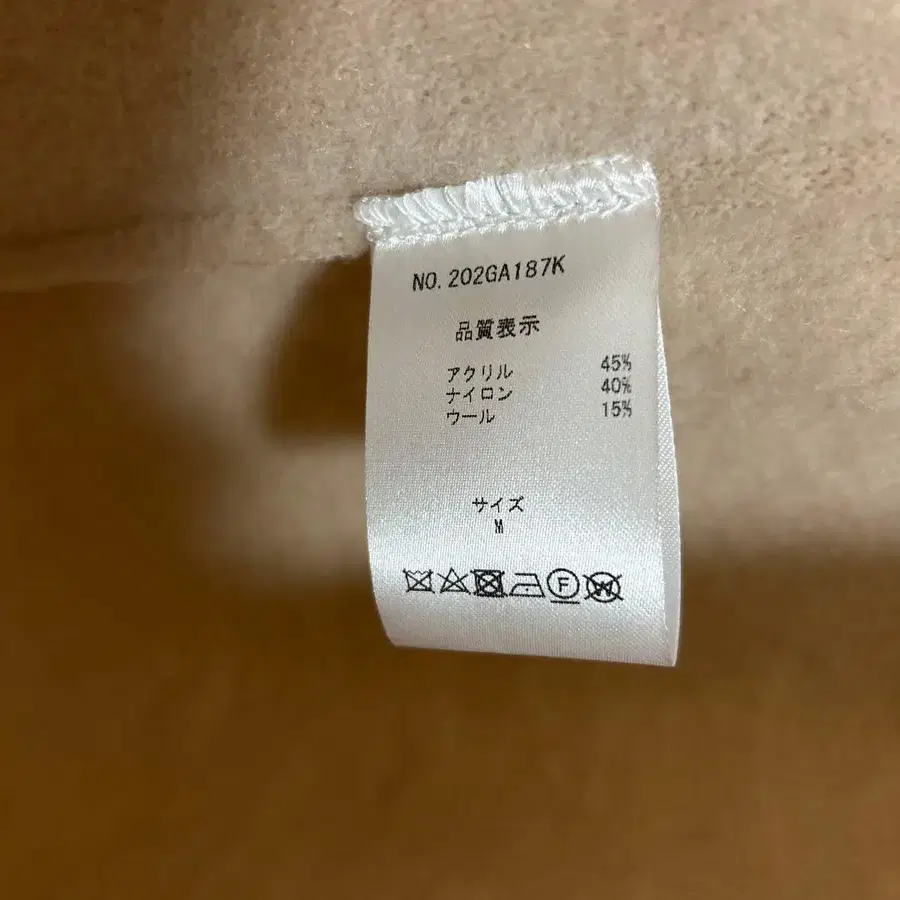 NO. 202GA187K
品質表示
アクリル 45%
ナイロン 40%
ウール 15%
サイズ
M
F W